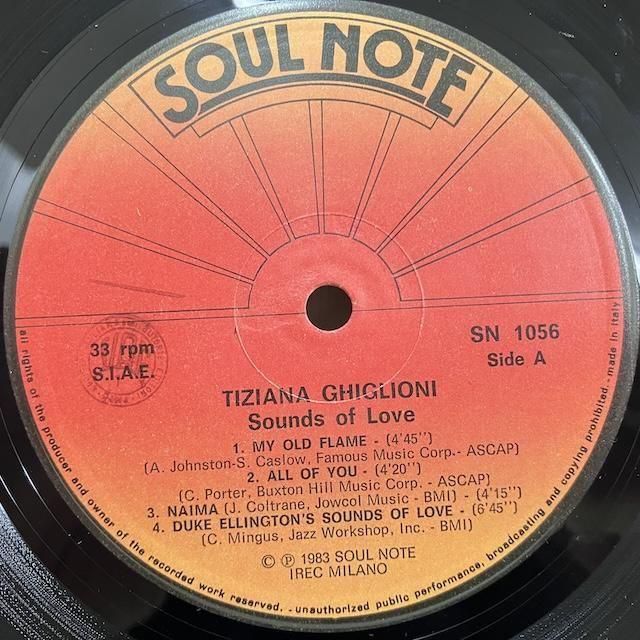 SOUL NOTE
33 rpm
S.I.A.E.
SN 1056
Side A
TIZIANA GHIGLIONI
Sounds of Love
1. MY OLD FLAME - (4'45")
(A. Johnston-S. Caslow, Famous Music Corp.- ASCAP)
2. ALL OF YOU - (4'20")
(C. Porter, Buxton Hill Music Corp. - ASCAP)
3. NAIMA (J. Coltrane, Jowcol Music - BMI) - (4'15")
4. DUKE ELLINGTON'S SOUNDS OF LOVE - (6'45")
(C. Mingus, Jazz Workshop, Inc. - BMI)
© ℗ 1983 SOUL NOTE
IREC MILANO
all rights of the producer and owner of the recorded work reserved. - unauthorized public performance, broadcasting and copying prohibited. - made in Italy